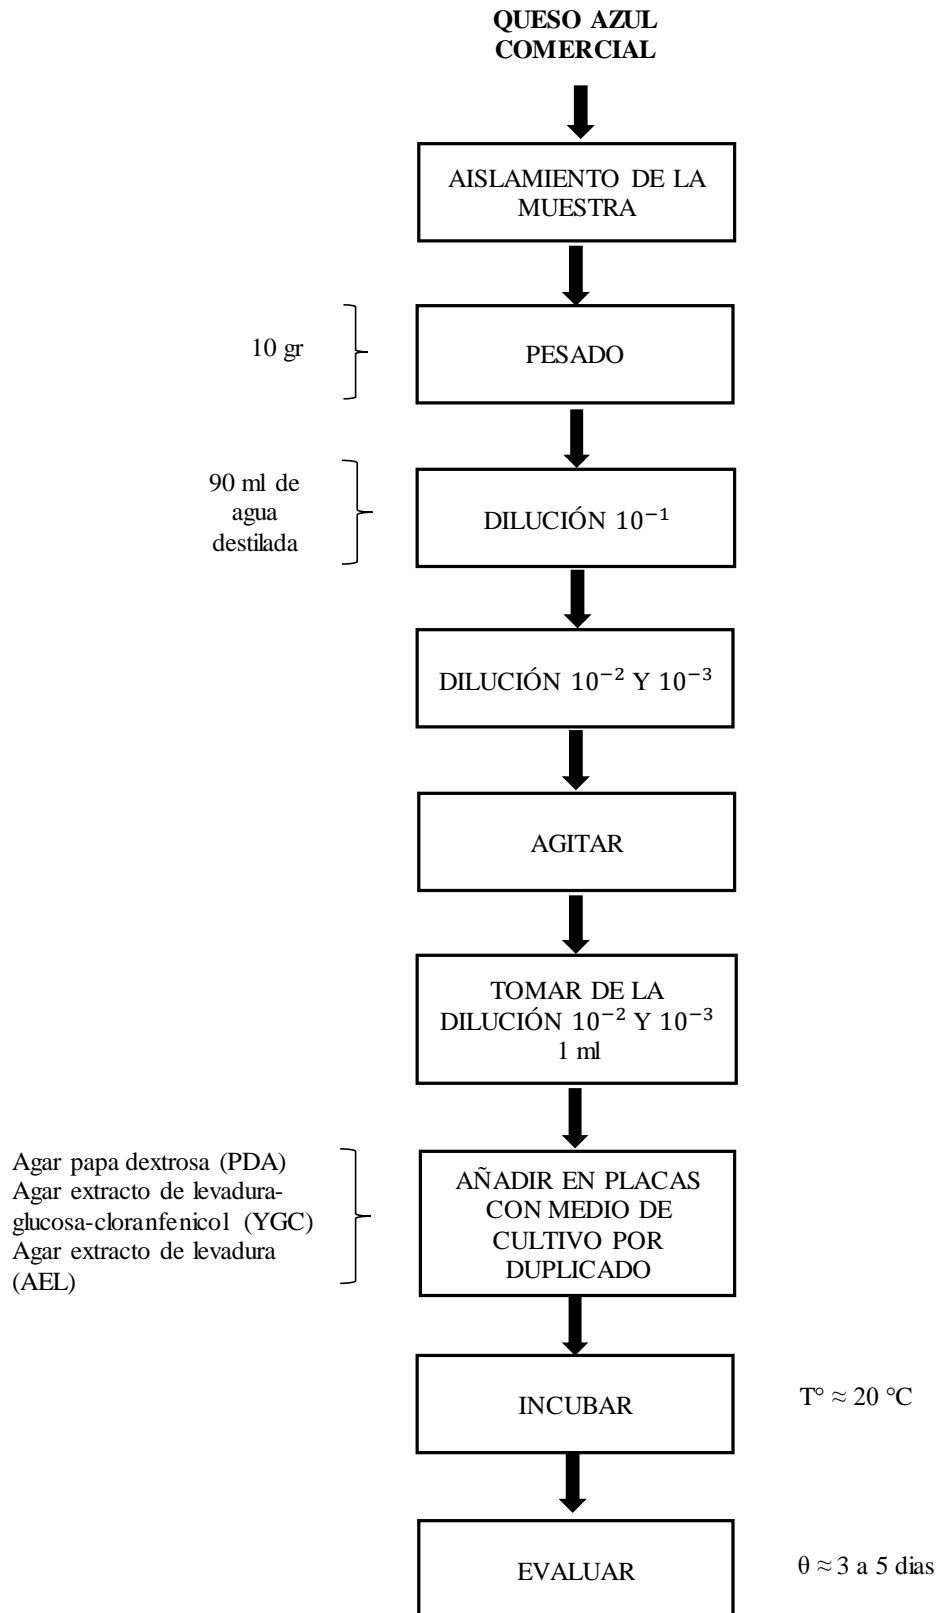 QUESO AZUL
COMERCIAL
AISLAMIENTO DE LA
MUESTRA
10 gr
PESADO
90 ml de
agua
destilada
DILUCIÓN 10⁻¹
DILUCIÓN 10⁻² Y 10⁻³
AGITAR
TOMAR DE LA
DILUCIÓN 10⁻² Y 10⁻³
1 ml
Agar papa dextrosa (PDA)
Agar extracto de levadura-
glucosa-cloranfenicol (YGC)
Agar extracto de levadura
(AEL)
AÑADIR EN PLACAS
CON MEDIO DE
CULTIVO POR
DUPLICADO
INCUBAR
T° ≈ 20 °C
EVALUAR
θ ≈ 3 a 5 dias